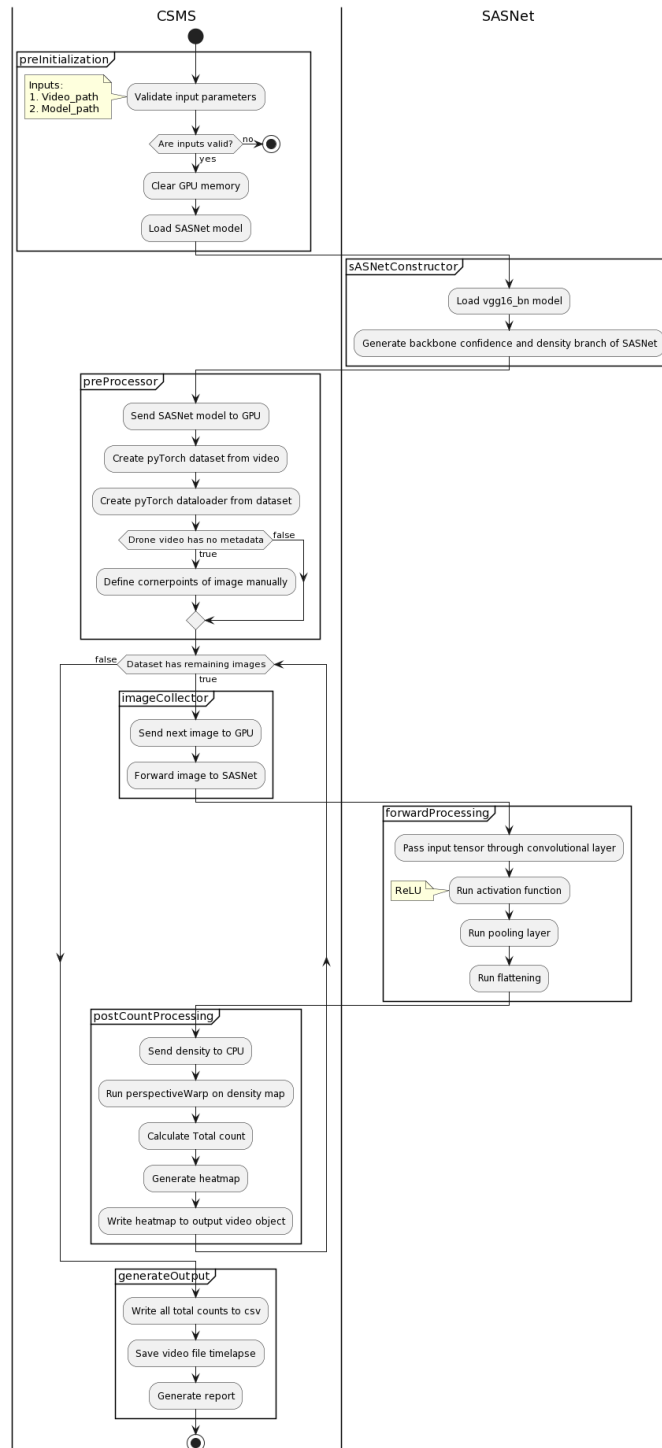 CSMS
SASNet
preInitialization
Inputs:
1. Video_path
2. Model_path
Validate input parameters
Are inputs valid?
no
yes
Clear GPU memory
Load SASNet model
sASNetConstructor
Load vgg16_bn model
Generate backbone confidence and density branch of SASNet
preProcessor
Send SASNet model to GPU
Create pyTorch dataset from video
Create pyTorch dataloader from dataset
Drone video has no metadata
false
true
Define cornerpoints of image manually
false
Dataset has remaining images
true
imageCollector
Send next image to GPU
Forward image to SASNet
forwardProcessing
Pass input tensor through convolutional layer
ReLU
Run activation function
Run pooling layer
Run flattening
postCountProcessing
Send density to CPU
Run perspectiveWarp on density map
Calculate Total count
Generate heatmap
Write heatmap to output video object
generateOutput
Write all total counts to csv
Save video file timelapse
Generate report